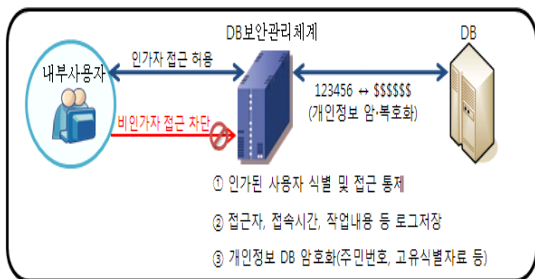 DB보안관리체계
DB
내부사용자
인가자 접근 허용
비인가자 접근 차단
123456 ↔ $$$$$$
(개인정보 암·복호화)
① 인가된 사용자 식별 및 접근 통제
② 접근자, 접속시간, 작업내용 등 로그저장
③ 개인정보 DB 암호화(주민번호, 고유식별자료 등)